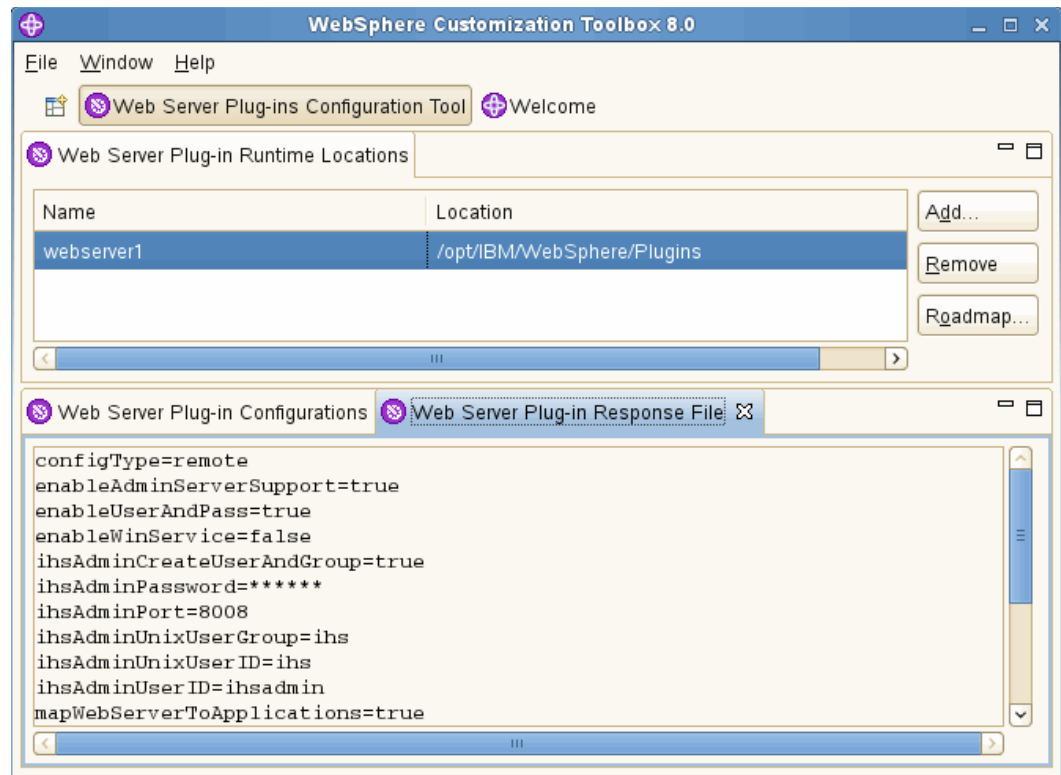 WebSphere Customization Toolbox 8.0
File Window Help
Web Server Plug-ins Configuration Tool Welcome
Web Server Plug-in Runtime Locations
Name Location Add...
webserver1 /opt/IBM/WebSphere/Plugins
Remove
Roadmap...
Web Server Plug-in Configurations Web Server Plug-in Response File
configType=remote
enableAdminServerSupport=true
enableUserAndPass=true
enableWinService=false
ihsAdminCreateUserAndGroup=true
ihsAdminPassword=******
ihsAdminPort=8008
ihsAdminUnixUserGroup=ihs
ihsAdminUnixUserID=ihs
ihsAdminUserID=ihsadmin
mapWebServerToApplications=true